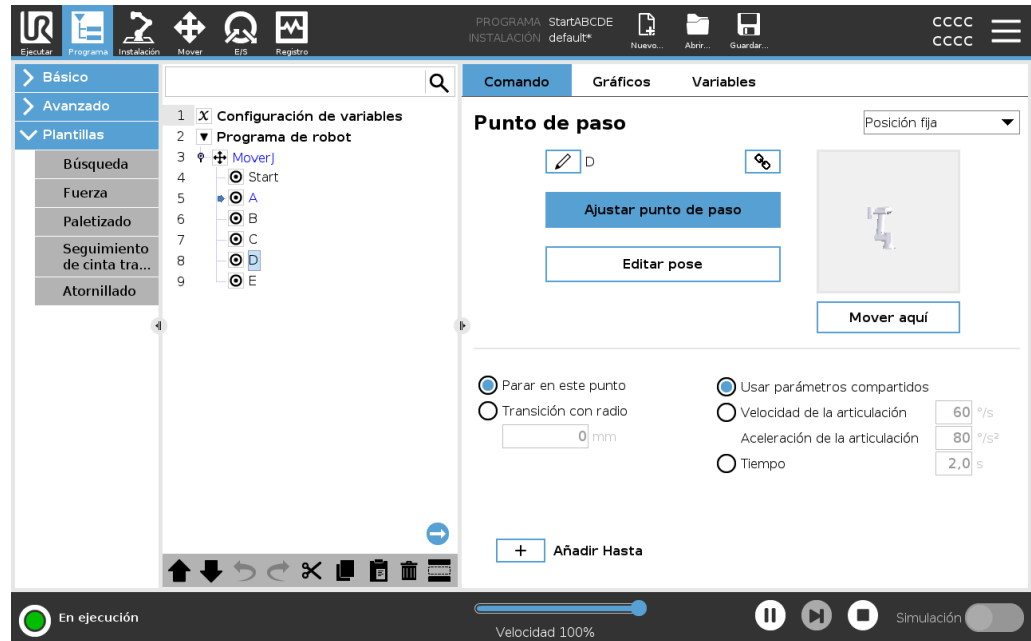 PROGRAMA StartABCDE
INSTALACIÓN default*
cccc
cccc
Ejecutar
Programa
Instalación
Mover
E/S
Registro
Nuevo...
Abrir...
Guardar...
Básico
Avanzado
Plantillas
Búsqueda
Fuerza
Paletizado
Seguimiento
de cinta tra...
Atornillado
1 x Configuración de variables
2 Programa de robot
3 MoverJ
4 Start
5 A
6 B
7 C
8 D
9 E
Comando Gráficos Variables
Punto de paso
Posición fija
D
Ajustar punto de paso
Editar pose
Mover aquí
Parar en este punto
Transición con radio
0 mm
Usar parámetros compartidos
Velocidad de la articulación 60 °/s
Aceleración de la articulación 80 °/s²
Tiempo 2,0 s
+ Añadir Hasta
En ejecución
Velocidad 100%
Simulación